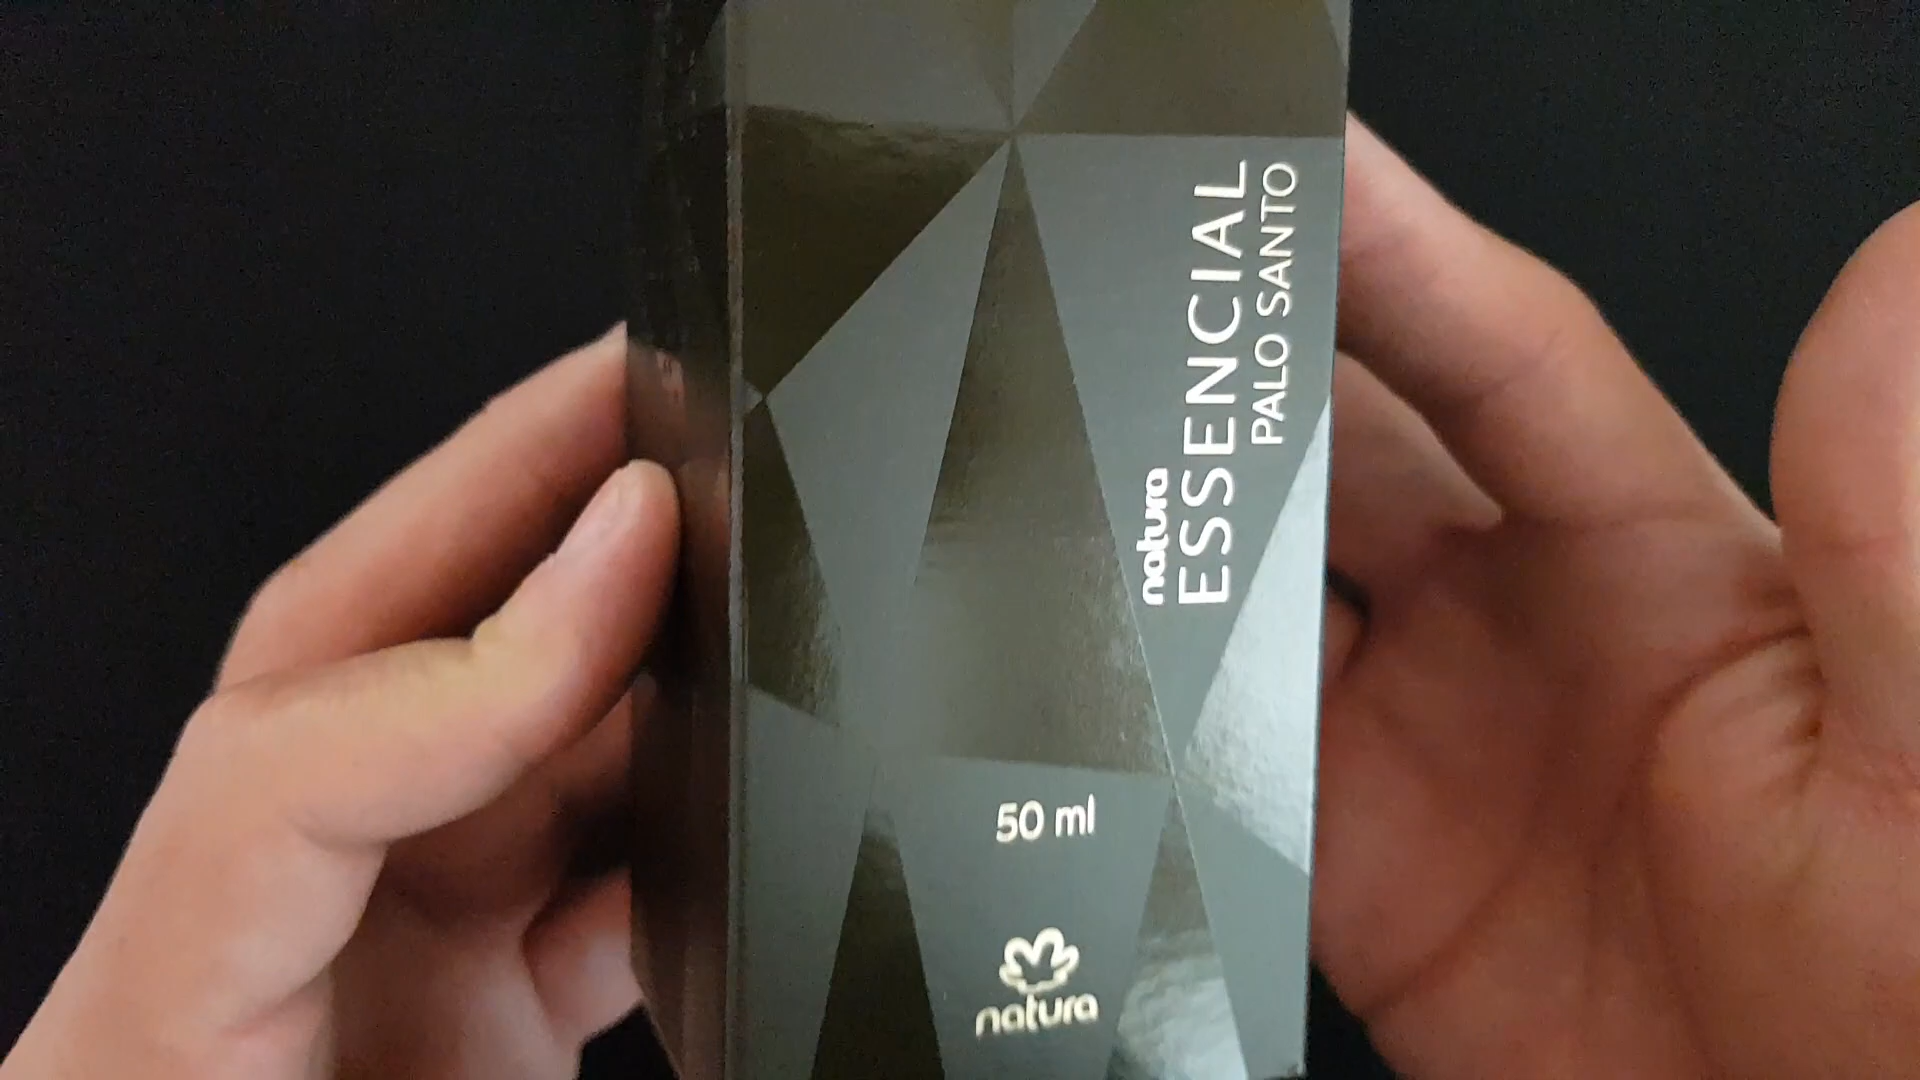 natura
ESSENCIAL
PALO SANTO
50 ml
natura